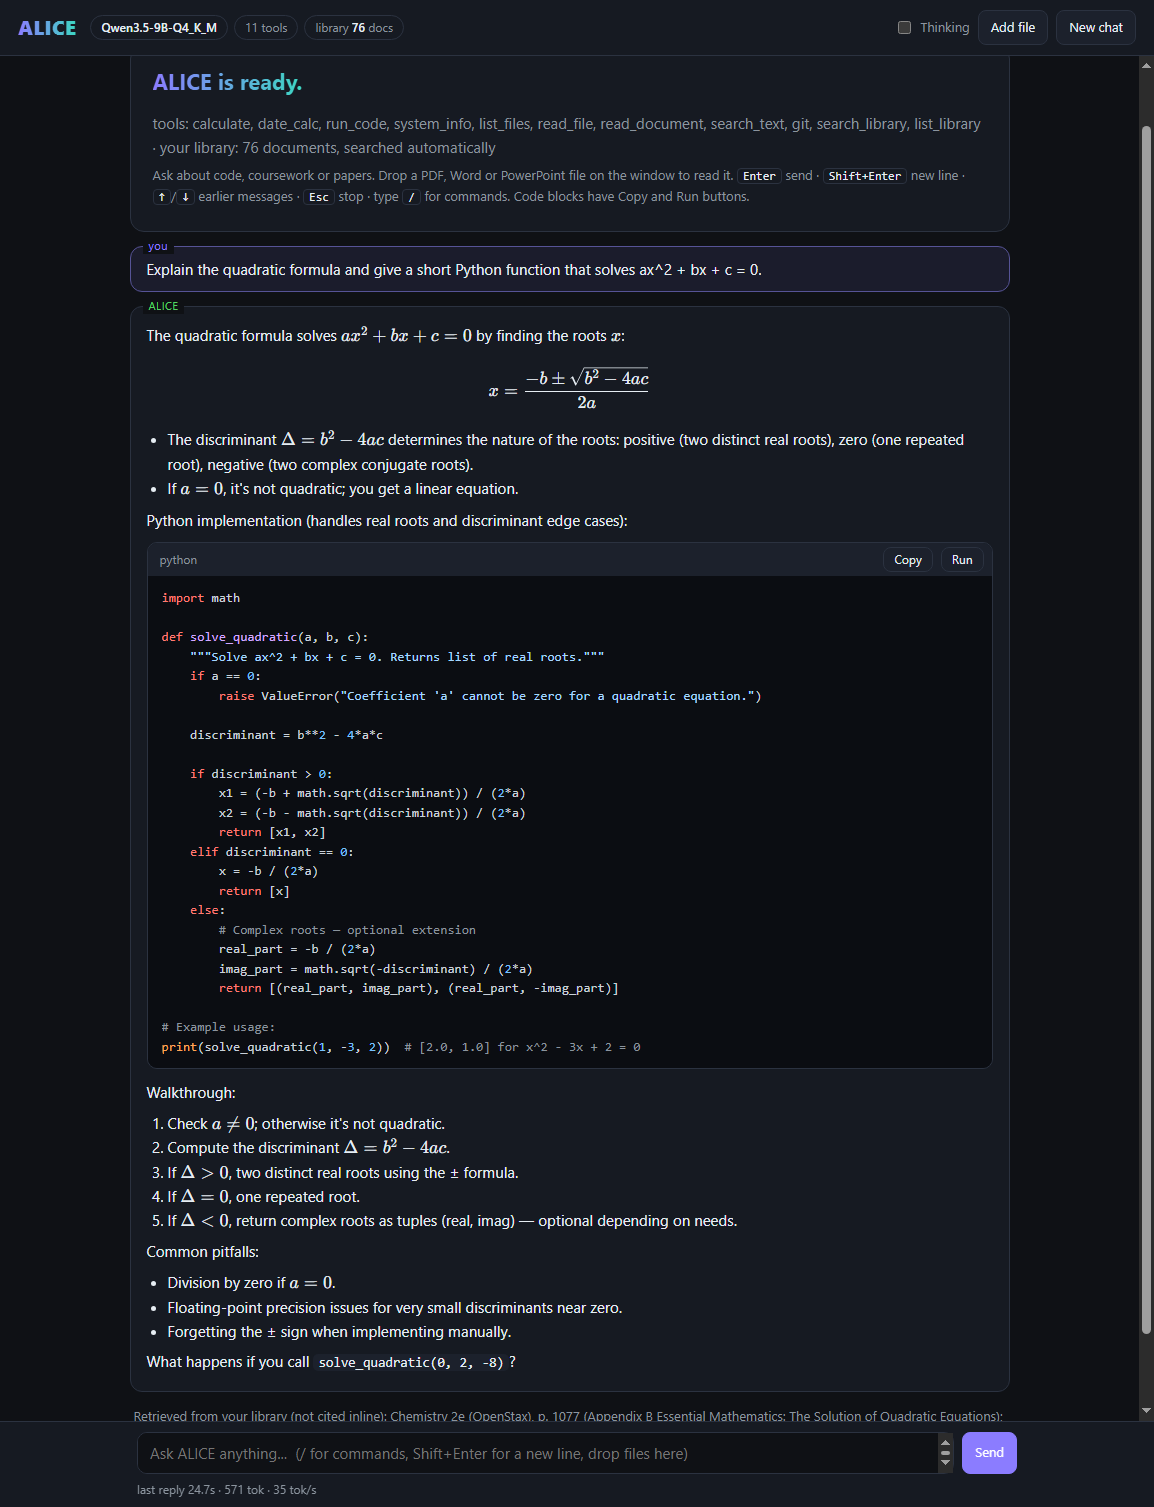 ALICE Qwen3.5-9B-Q4_K_M 11 tools library 76 docs Thinking Add file New chat
ALICE is ready.
tools: calculate, date_calc, run_code, system_info, list_files, read_file, read_document, search_text, git, search_library, list_library
· your library: 76 documents, searched automatically
Ask about code, coursework or papers. Drop a PDF, Word or PowerPoint file on the window to read it. Enter send · Shift+Enter new line ·
↑/↓ earlier messages · Esc stop · type / for commands. Code blocks have Copy and Run buttons.
you
Explain the quadratic formula and give a short Python function that solves ax^2 + bx + c = 0.
ALICE
The quadratic formula solves ax² + bx + c = 0 by finding the roots x:
x = (−b ± √(b² − 4ac)) / 2a
• The discriminant Δ = b² − 4ac determines the nature of the roots: positive (two distinct real roots), zero (one repeated
root), negative (two complex conjugate roots).
• If a = 0, it's not quadratic; you get a linear equation.
Python implementation (handles real roots and discriminant edge cases):
python Copy Run
import math
def solve_quadratic(a, b, c):
    """Solve ax^2 + bx + c = 0. Returns list of real roots."""
    if a == 0:
        raise ValueError("Coefficient 'a' cannot be zero for a quadratic equation.")
    discriminant = b**2 - 4*a*c
    if discriminant > 0:
        x1 = (-b + math.sqrt(discriminant)) / (2*a)
        x2 = (-b - math.sqrt(discriminant)) / (2*a)
        return [x1, x2]
    elif discriminant == 0:
        x = -b / (2*a)
        return [x]
    else:
        # Complex roots — optional extension
        real_part = -b / (2*a)
        imag_part = math.sqrt(-discriminant) / (2*a)
        return [(real_part, imag_part), (real_part, -imag_part)]
# Example usage:
print(solve_quadratic(1, -3, 2))  # [2.0, 1.0] for x^2 - 3x + 2 = 0
Walkthrough:
1. Check a ≠ 0; otherwise it's not quadratic.
2. Compute the discriminant Δ = b² − 4ac.
3. If Δ > 0, two distinct real roots using the ± formula.
4. If Δ = 0, one repeated root.
5. If Δ < 0, return complex roots as tuples (real, imag) — optional depending on needs.
Common pitfalls:
• Division by zero if a = 0.
• Floating-point precision issues for very small discriminants near zero.
• Forgetting the ± sign when implementing manually.
What happens if you call solve_quadratic(0, 2, -8)?
Retrieved from your library (not cited inline): Chemistry 2e (OpenStax), p. 1077 (Appendix B Essential Mathematics: The Solution of Quadratic Equations);
Ask ALICE anything... (/ for commands, Shift+Enter for a new line, drop files here) Send
last reply 24.7s · 571 tok · 35 tok/s